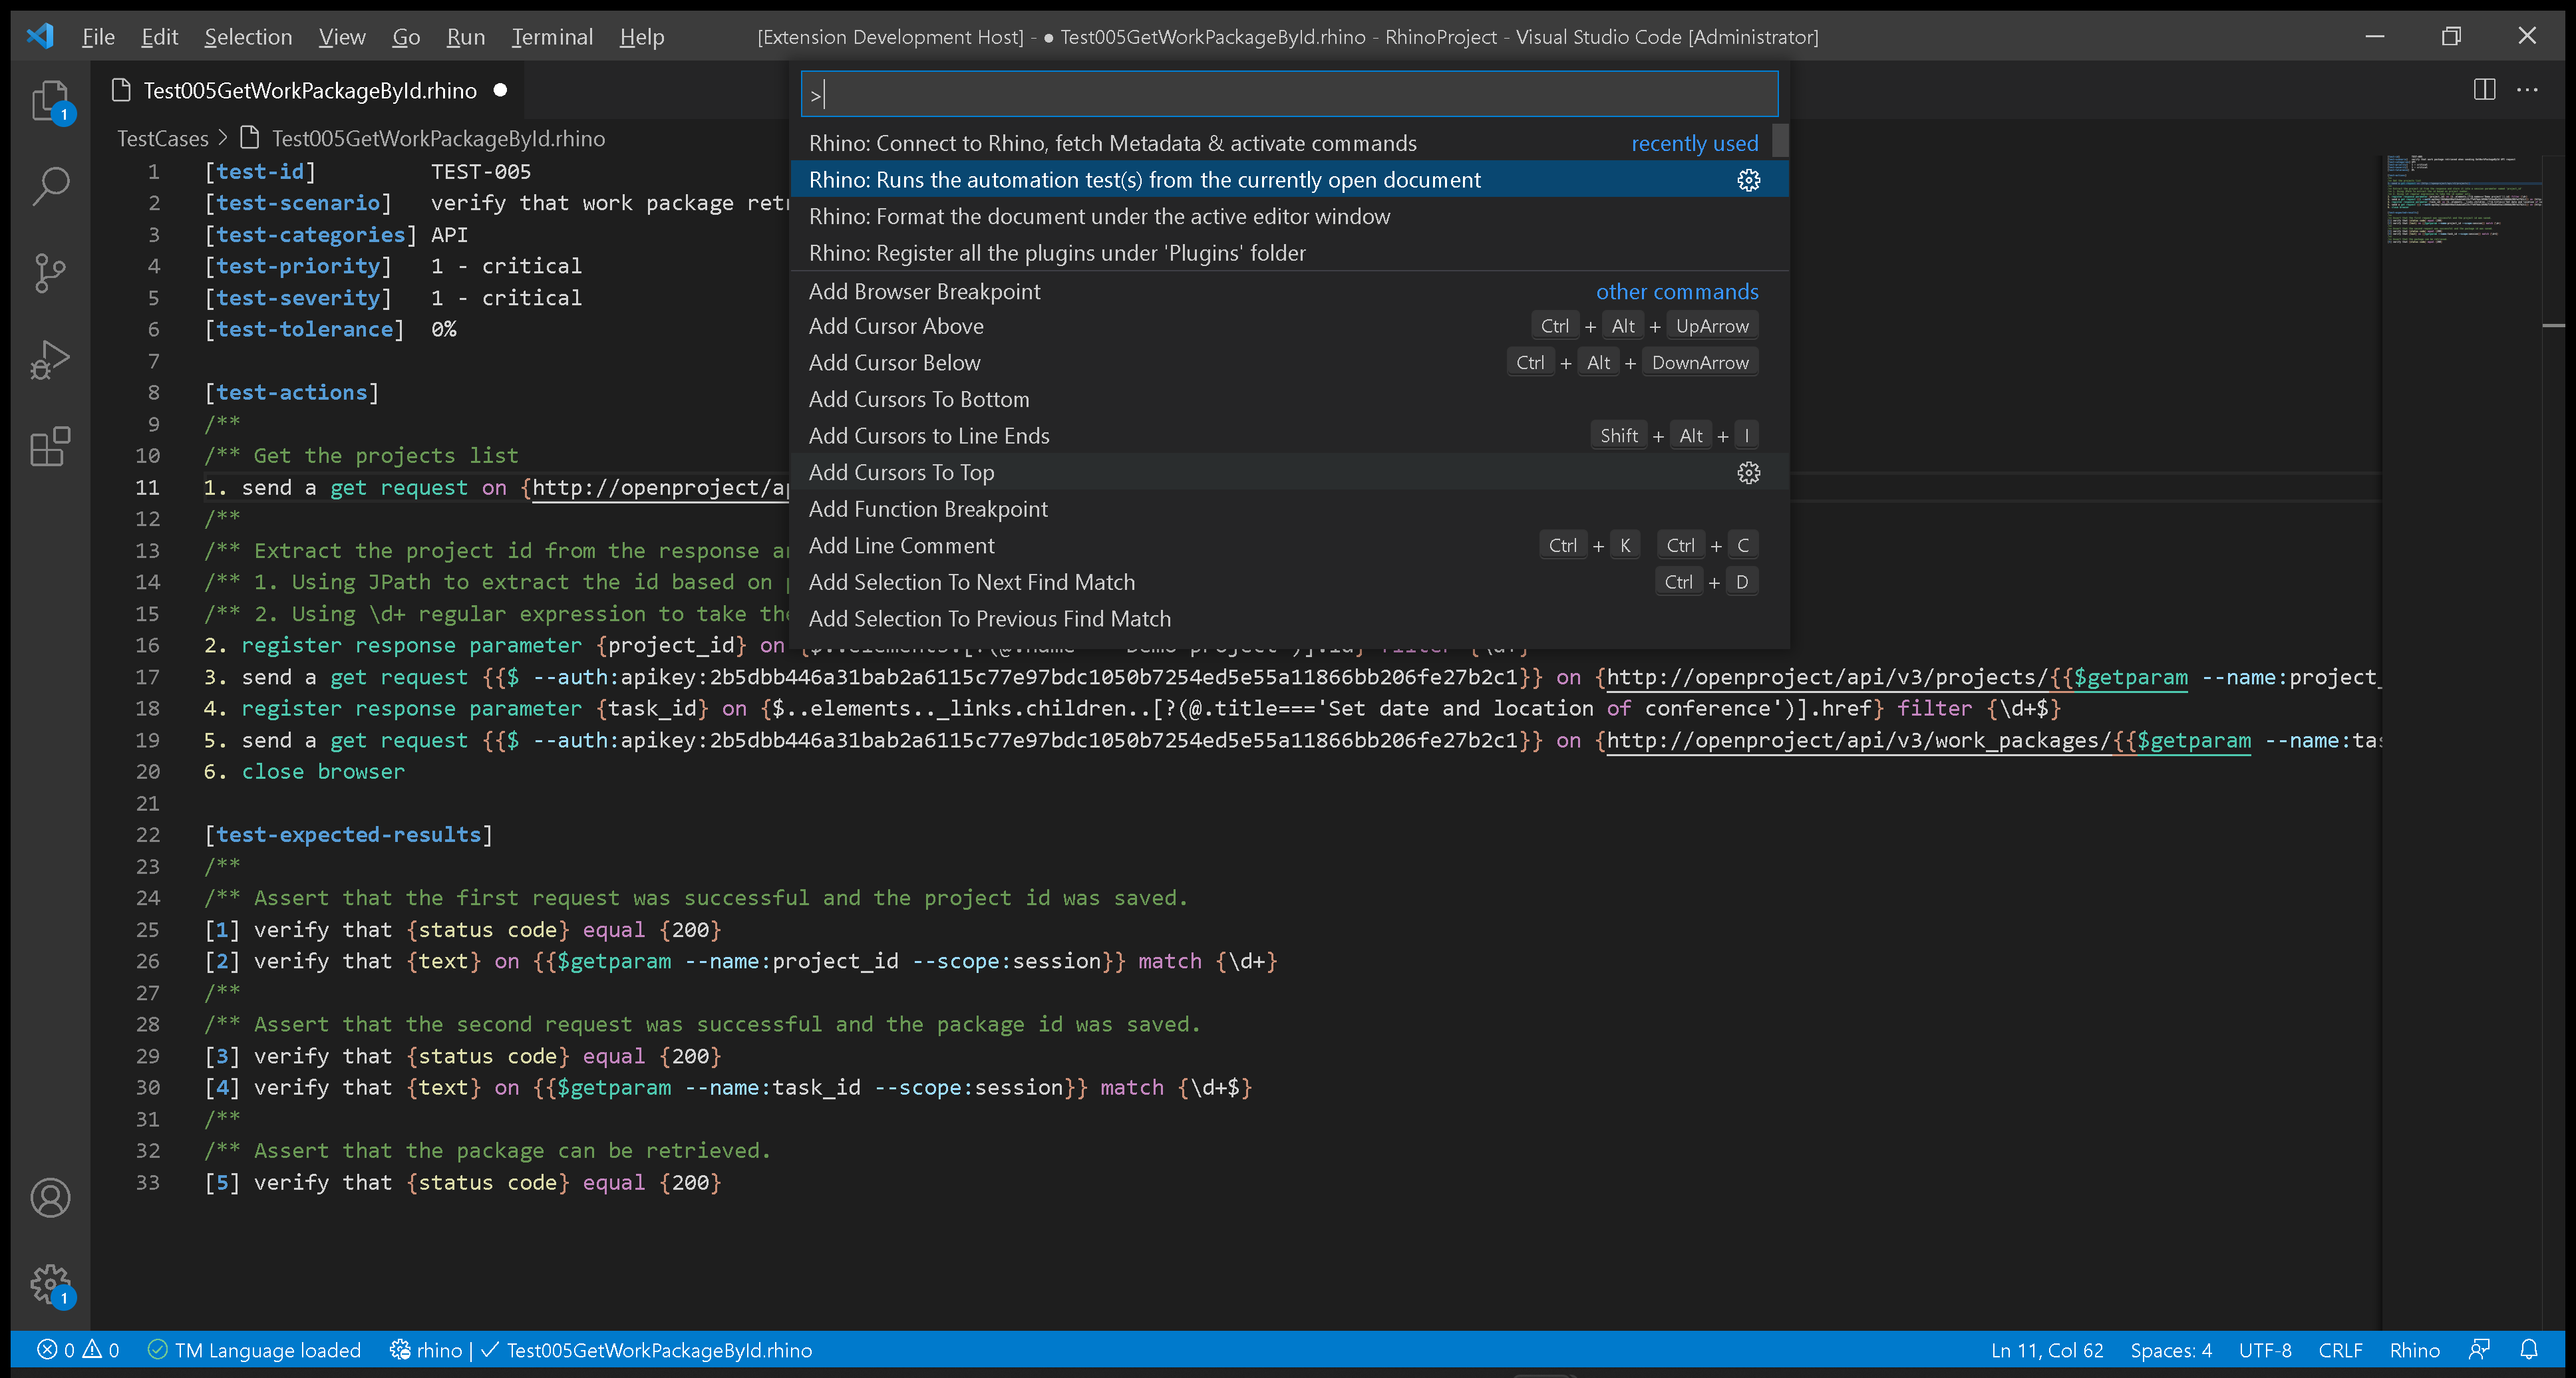 File Edit Selection View Go Run Terminal Help [Extension Development Host] - ● Test005GetWorkPackageById.rhino - RhinoProject - Visual Studio Code [Administrator]
Test005GetWorkPackageById.rhino
TestCases > Test005GetWorkPackageById.rhino
>
Rhino: Connect to Rhino, fetch Metadata & activate commands recently used
Rhino: Runs the automation test(s) from the currently open document
Rhino: Format the document under the active editor window
Rhino: Register all the plugins under 'Plugins' folder
Add Browser Breakpoint other commands
Add Cursor Above Ctrl + Alt + UpArrow
Add Cursor Below Ctrl + Alt + DownArrow
Add Cursors To Bottom
Add Cursors to Line Ends Shift + Alt + I
Add Cursors To Top
Add Function Breakpoint
Add Line Comment Ctrl + K Ctrl + C
Add Selection To Next Find Match Ctrl + D
Add Selection To Previous Find Match
1 [test-id] TEST-005
2 [test-scenario] verify that work package retr
3 [test-categories] API
4 [test-priority] 1 - critical
5 [test-severity] 1 - critical
6 [test-tolerance] 0%
7
8 [test-actions]
9 /**
10 /** Get the projects list
11 1. send a get request on {http://openproject/ap
12 /**
13 /** Extract the project id from the response an
14 /** 1. Using JPath to extract the id based on p
15 /** 2. Using \d+ regular expression to take the
16 2. register response parameter {project_id} on
17 3. send a get request {{$ --auth:apikey:2b5dbb446a31bab2a6115c77e97bdc1050b7254ed5e55a11866bb206fe27b2c1}} on {http://openproject/api/v3/projects/{{$getparam --name:project_
18 4. register response parameter {task_id} on {$..elements.._links.children..[?(@.title==='Set date and location of conference')].href} filter {\d+$}
19 5. send a get request {{$ --auth:apikey:2b5dbb446a31bab2a6115c77e97bdc1050b7254ed5e55a11866bb206fe27b2c1}} on {http://openproject/api/v3/work_packages/{{$getparam --name:tas
20 6. close browser
21
22 [test-expected-results]
23 /**
24 /** Assert that the first request was successful and the project id was saved.
25 [1] verify that {status code} equal {200}
26 [2] verify that {text} on {{$getparam --name:project_id --scope:session}} match {\d+}
27 /**
28 /** Assert that the second request was successful and the package id was saved.
29 [3] verify that {status code} equal {200}
30 [4] verify that {text} on {{$getparam --name:task_id --scope:session}} match {\d+$}
31 /**
32 /** Assert that the package can be retrieved.
33 [5] verify that {status code} equal {200}
1
1
0 0 TM Language loaded rhino | ✓ Test005GetWorkPackageById.rhino Ln 11, Col 62 Spaces: 4 UTF-8 CRLF Rhino